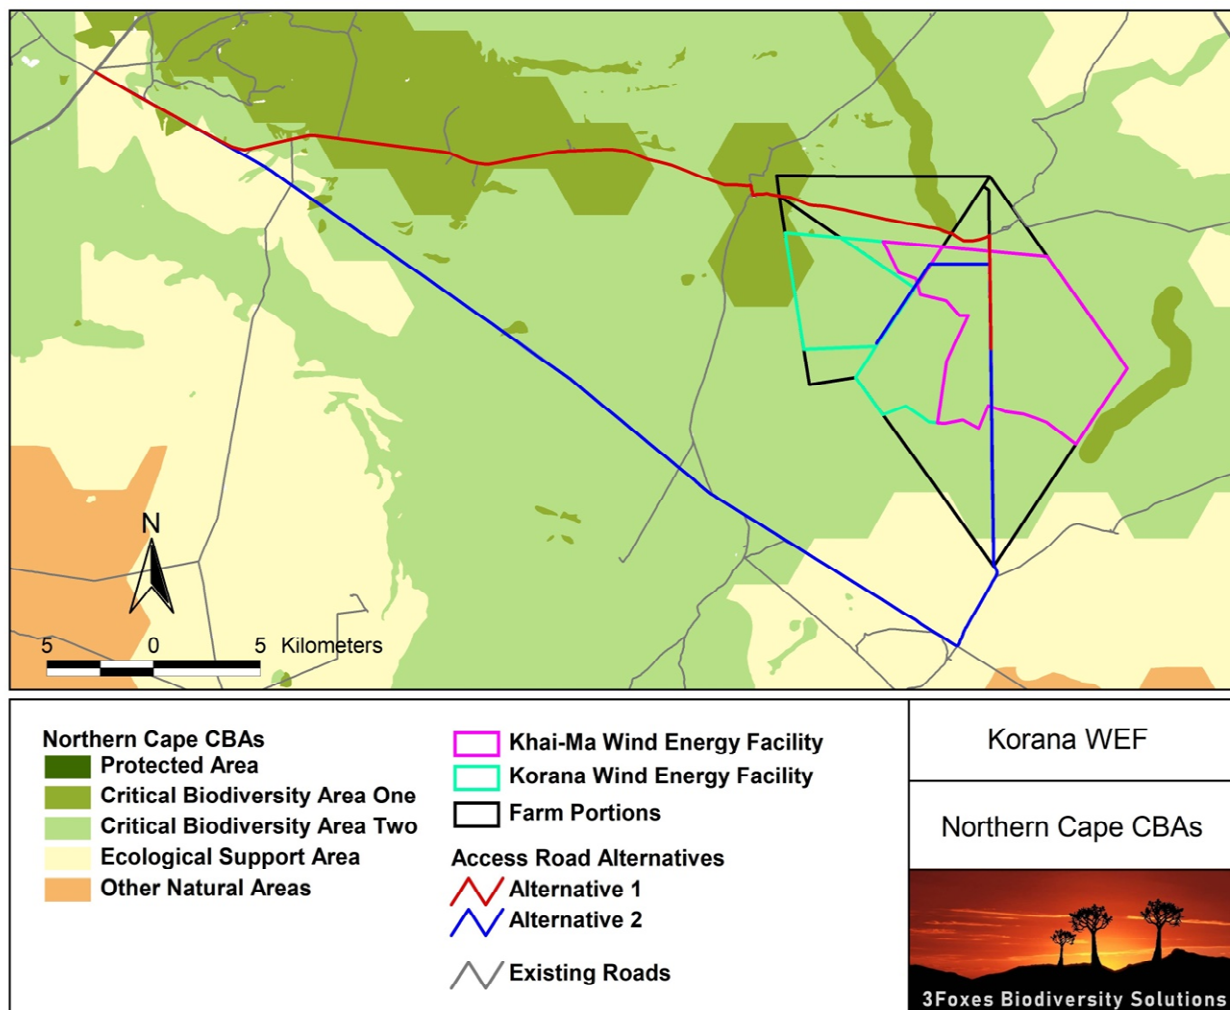 N
5 0 5 Kilometers
Northern Cape CBAs
Protected Area
Critical Biodiversity Area One
Critical Biodiversity Area Two
Ecological Support Area
Other Natural Areas
Khai-Ma Wind Energy Facility
Korana Wind Energy Facility
Farm Portions
Access Road Alternatives
Alternative 1
Alternative 2
Existing Roads
Korana WEF
Northern Cape CBAs
3Foxes Biodiversity Solutions